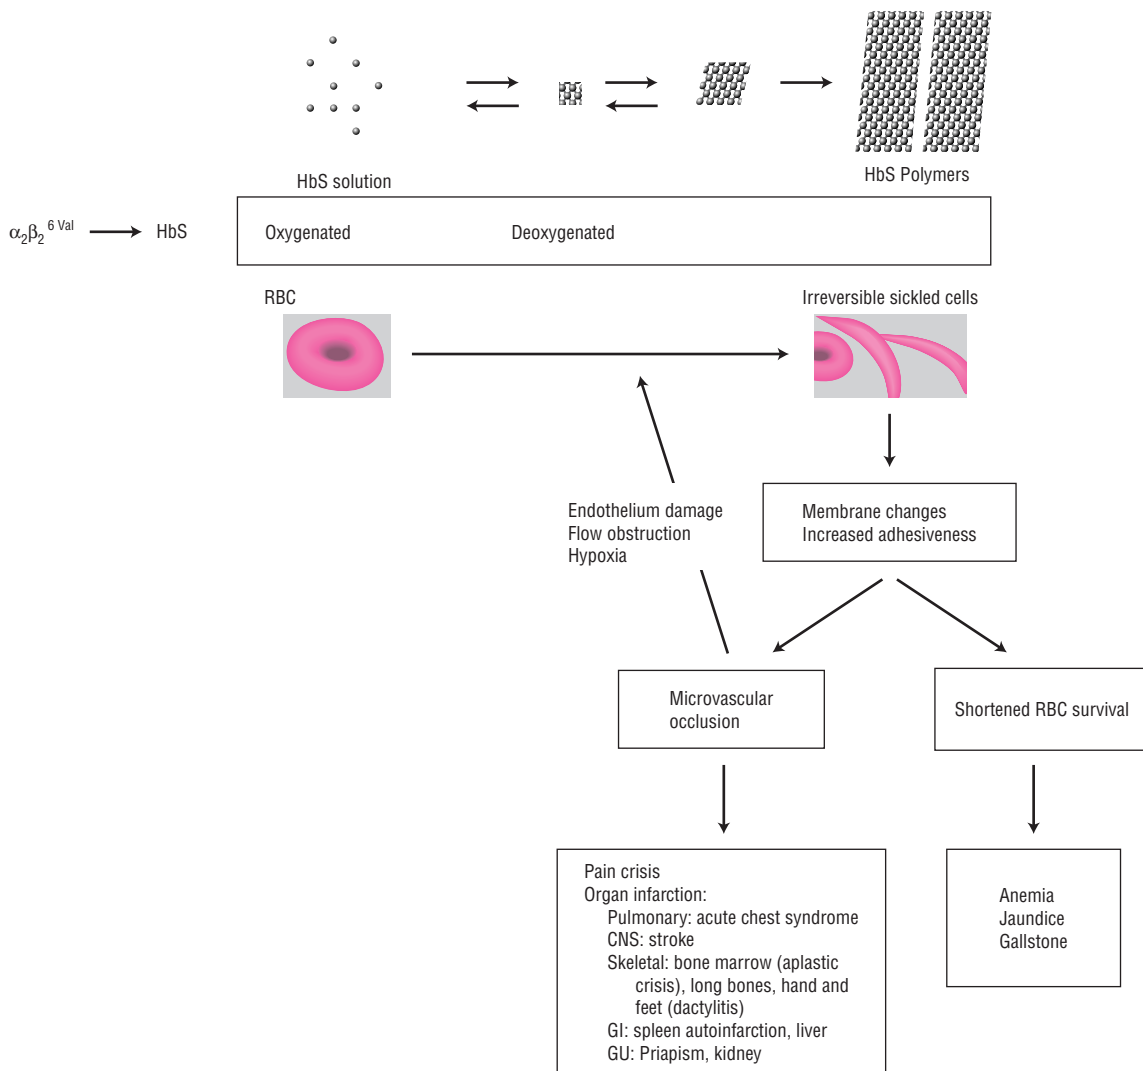 HbS solution
HbS Polymers
α₂β₂ ⁶ ⱽᵃˡ
HbS
Oxygenated
Deoxygenated
RBC
Irreversible sickled cells
Endothelium damage
Flow obstruction
Hypoxia
Membrane changes
Increased adhesiveness
Microvascular
occlusion
Shortened RBC survival
Pain crisis
Organ infarction:
Pulmonary: acute chest syndrome
CNS: stroke
Skeletal: bone marrow (aplastic
crisis), long bones, hand and
feet (dactylitis)
GI: spleen autoinfarction, liver
GU: Priapism, kidney
Anemia
Jaundice
Gallstone